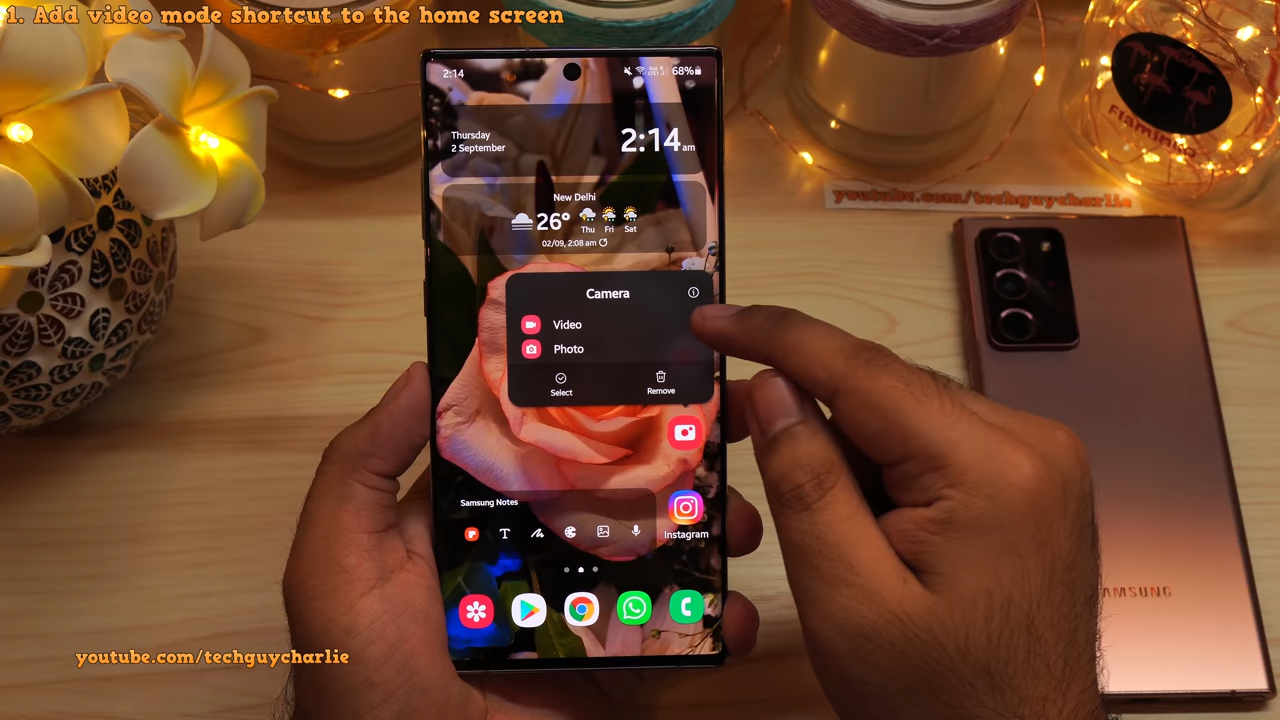 1. Add video mode shortcut to the home screen
2:14
68%
Thursday
2 September
2:14 am
New Delhi
26°
Thu Fri Sat
02/09, 2:08 am
Camera
Video
Photo
Select Remove
Samsung Notes
T
Instagram
Flamingo
youtube.com/techguycharlie
SAMSUNG
youtube.com/techguycharlie